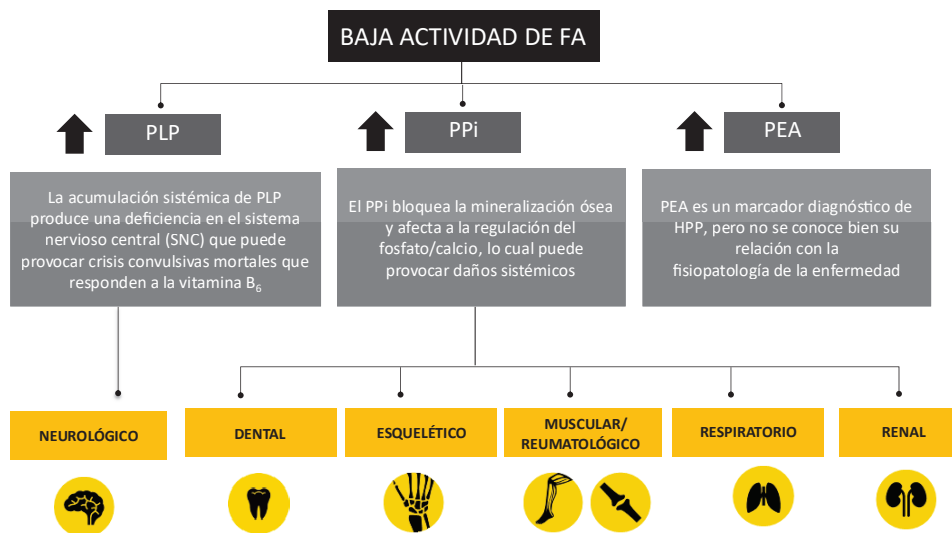 BAJA ACTIVIDAD DE FA
PLP
PPi
PEA
La acumulación sistémica de PLP
produce una deficiencia en el sistema
nervioso central (SNC) que puede
provocar crisis convulsivas mortales que
responden a la vitamina B₆
El PPi bloquea la mineralización ósea
y afecta a la regulación del
fosfato/calcio, lo cual puede
provocar daños sistémicos
PEA es un marcador diagnóstico de
HPP, pero no se conoce bien su
relación con la
fisiopatología de la enfermedad
NEUROLÓGICO
DENTAL
ESQUELÉTICO
MUSCULAR/
REUMATOLÓGICO
RESPIRATORIO
RENAL